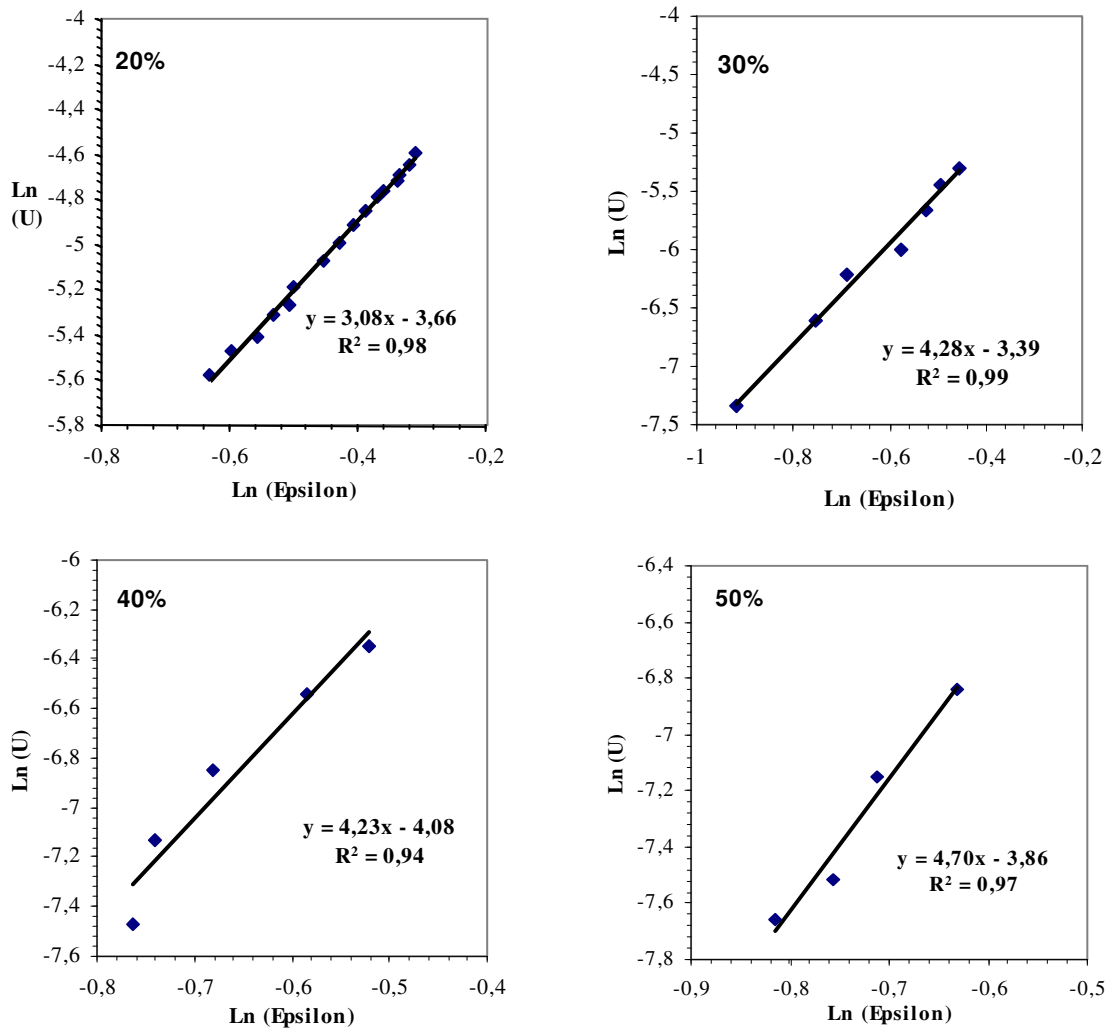 20%
-4
-4,2
-4,4
-4,6
-4,8
-5
-5,2
-5,4
-5,6
-5,8
Ln
(U)
y = 3,08x - 3,66
R² = 0,98
-0,8 -0,6 -0,4 -0,2
Ln (Epsilon)
30%
-4
-4,5
-5
-5,5
-6
-6,5
-7
-7,5
Ln (U)
y = 4,28x - 3,39
R² = 0,99
-1 -0,8 -0,6 -0,4 -0,2
Ln (Epsilon)
40%
-6
-6,2
-6,4
-6,6
-6,8
-7
-7,2
-7,4
-7,6
Ln (U)
y = 4,23x - 4,08
R² = 0,94
-0,8 -0,7 -0,6 -0,5 -0,4
Ln (Epsilon)
50%
-6,4
-6,6
-6,8
-7
-7,2
-7,4
-7,6
-7,8
Ln (U)
y = 4,70x - 3,86
R² = 0,97
-0,9 -0,8 -0,7 -0,6 -0,5
Ln (Epsilon)